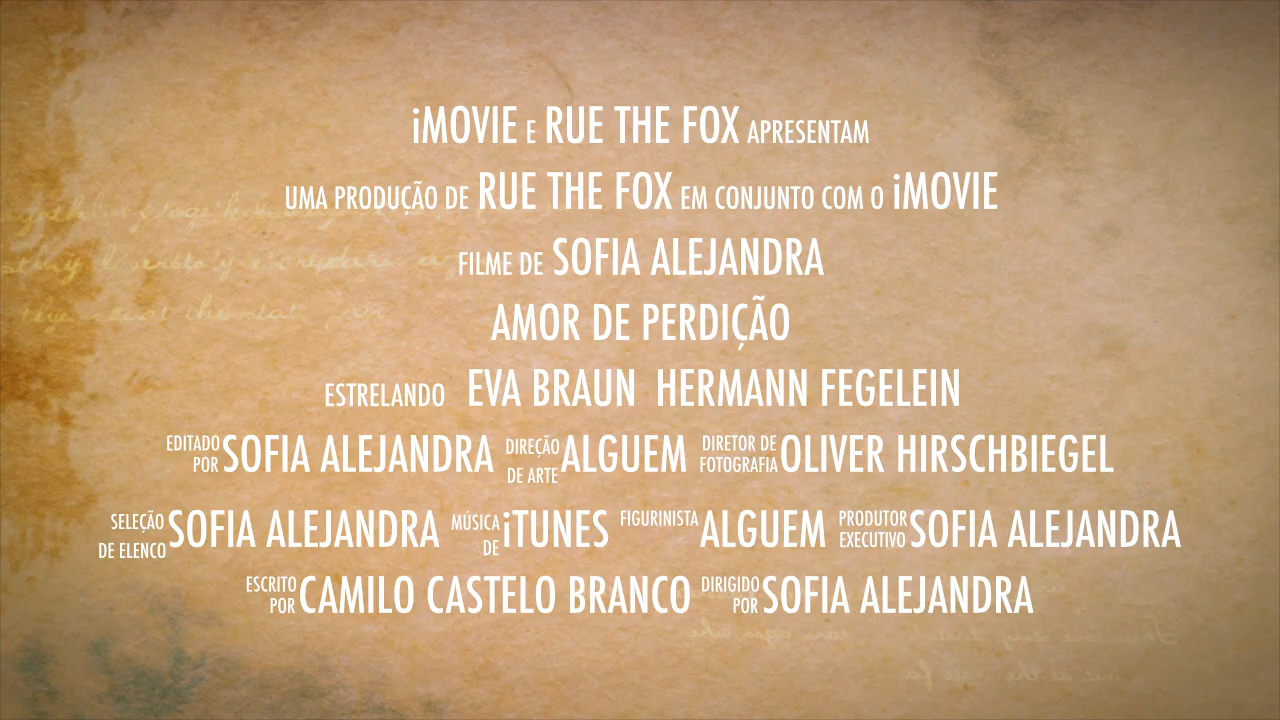 iMOVIE E RUE THE FOX APRESENTAM
UMA PRODUÇÃO DE RUE THE FOX EM CONJUNTO COM O iMOVIE
FILME DE SOFIA ALEJANDRA
AMOR DE PERDIÇÃO
ESTRELANDO EVA BRAUN HERMANN FEGELEIN
EDITADO POR SOFIA ALEJANDRA DIREÇÃO DE ARTE ALGUEM DIRETOR DE FOTOGRAFIA OLIVER HIRSCHBIEGEL
SELEÇÃO DE ELENCO SOFIA ALEJANDRA MÚSICA DE iTUNES FIGURINISTA ALGUEM PRODUTOR EXECUTIVO SOFIA ALEJANDRA
ESCRITO POR CAMILO CASTELO BRANCO DIRIGIDO POR SOFIA ALEJANDRA